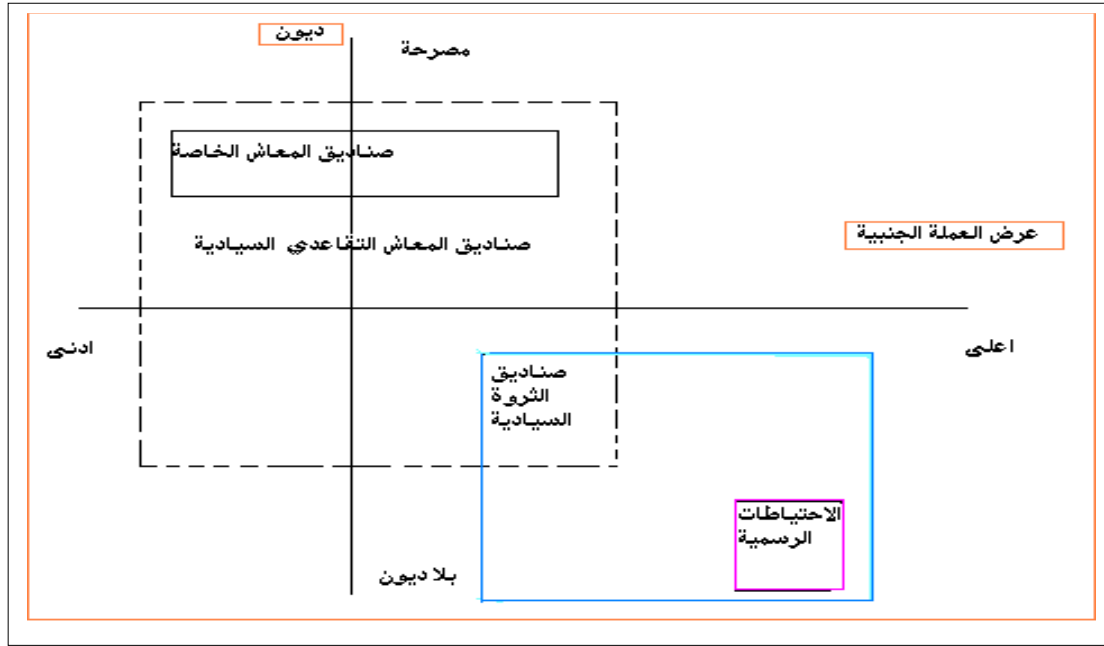 ديون
مصرحة
صناديق المعاش الخاصة
عرض العملة الجنبية
صناديق المعاش التقاعدي السيادية
ادنى
اعلى
صناديق
الثروة
السيادية
الاحتياطات
الرسمية
بلا ديون